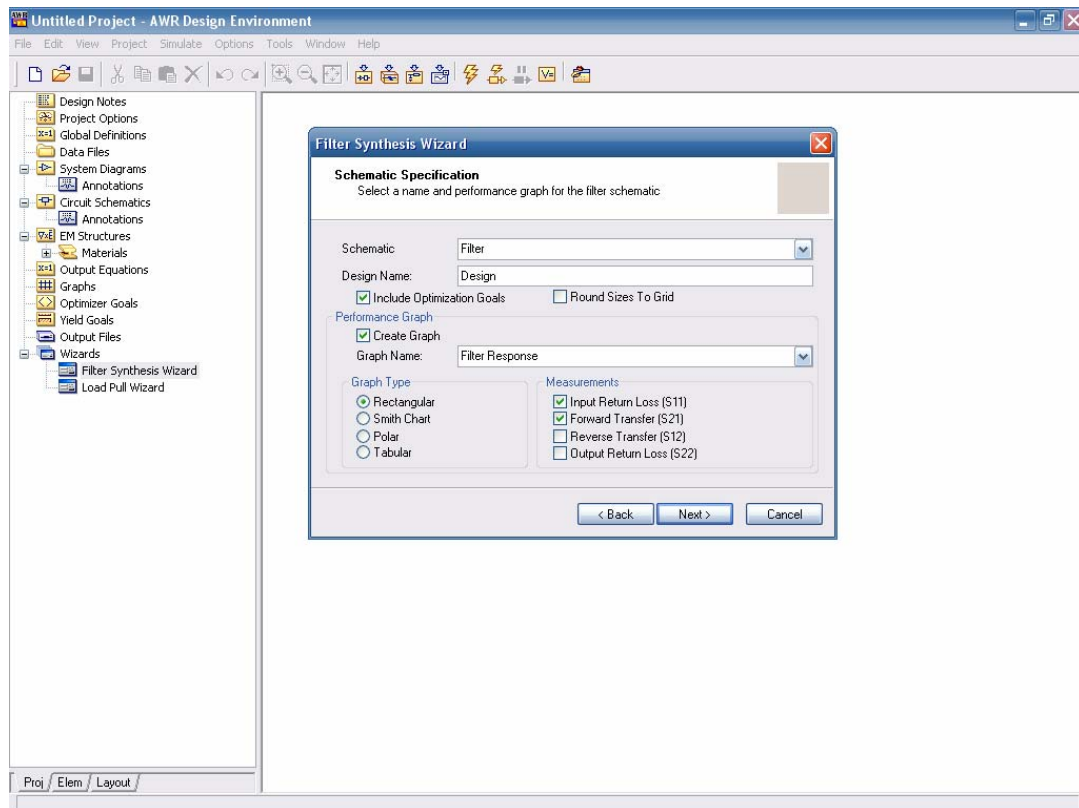 Untitled Project - AWR Design Environment
File Edit View Project Simulate Options Tools Window Help
Design Notes
Project Options
Global Definitions
Data Files
System Diagrams
Annotations
Circuit Schematics
Annotations
EM Structures
Materials
Output Equations
Graphs
Optimizer Goals
Yield Goals
Output Files
Wizards
Filter Synthesis Wizard
Load Pull Wizard
Proj Elem Layout
Filter Synthesis Wizard
Schematic Specification
Select a name and performance graph for the filter schematic
Schematic Filter
Design Name: Design
Include Optimization Goals Round Sizes To Grid
Performance Graph
Create Graph
Graph Name: Filter Response
Graph Type
Rectangular
Smith Chart
Polar
Tabular
Measurements
Input Return Loss (S11)
Forward Transfer (S21)
Reverse Transfer (S12)
Output Return Loss (S22)
< Back Next > Cancel